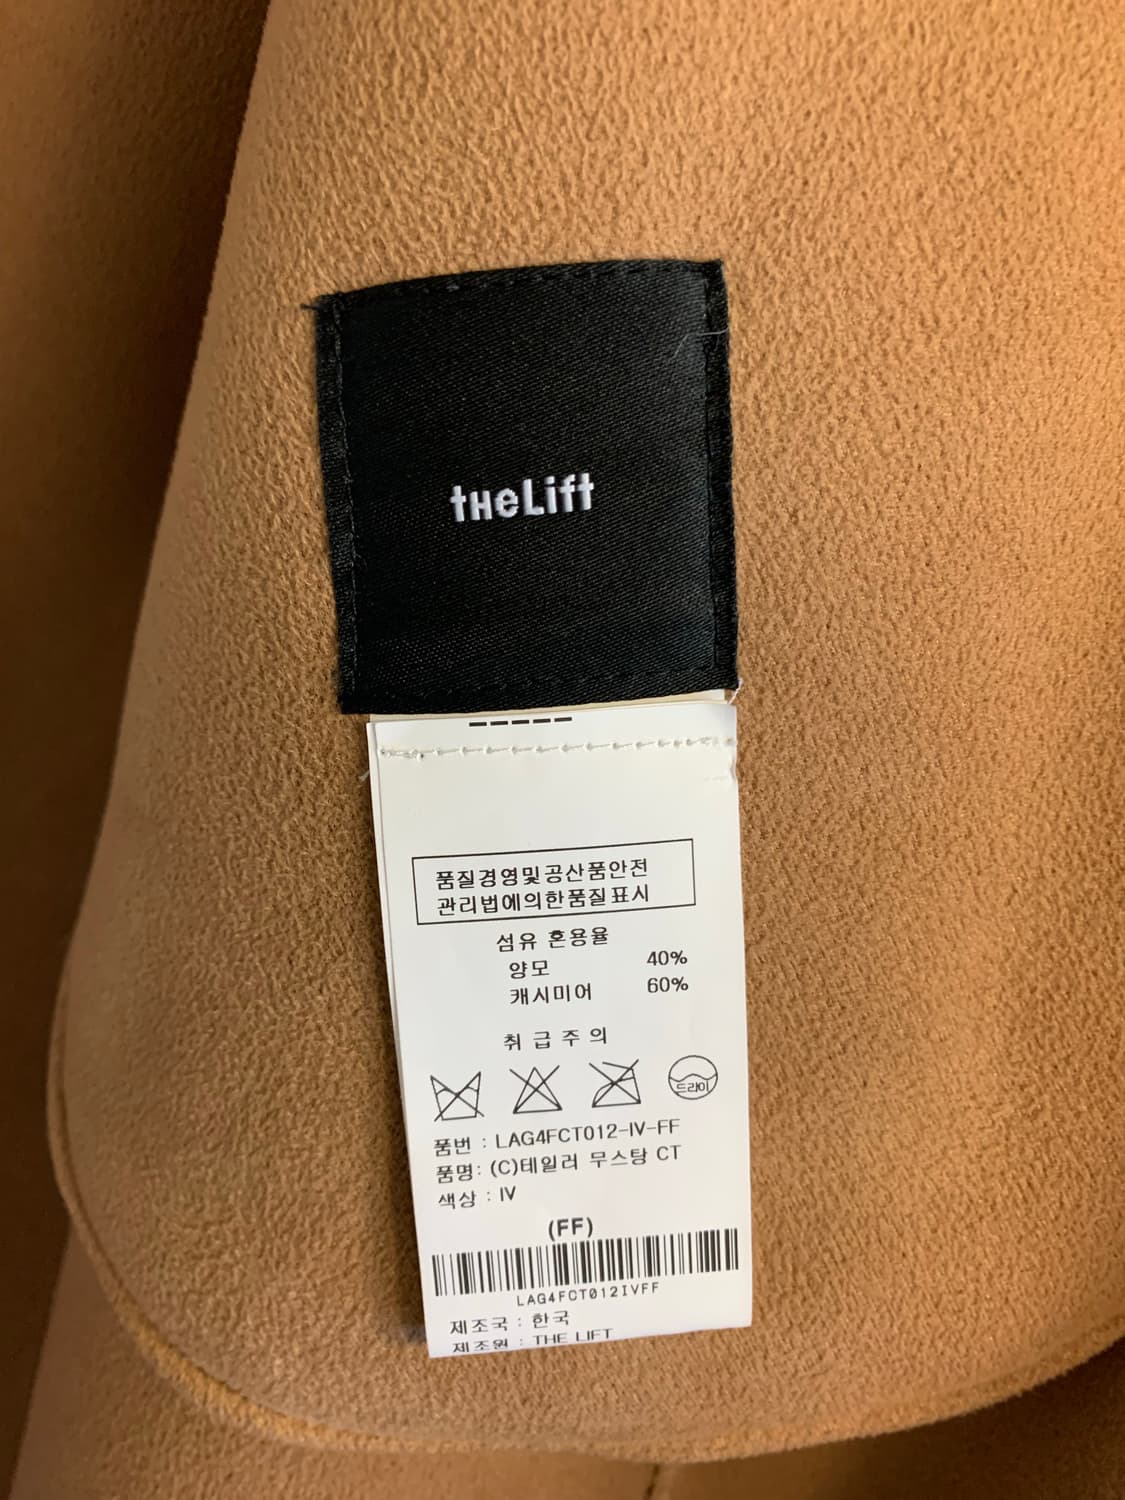 tHeLift
품질경영및공산품안전
관리법에의한품질표시
섬유 혼용율
양모 40%
캐시미어 60%
취급주의
드라이
품번 : LAG4FCT012-IV-FF
품명: (C)테일러 무스탕 CT
색상 : IV
(FF)
LAG4FCT012IVFF
제조국 : 한국
제조원 : THE LIFT